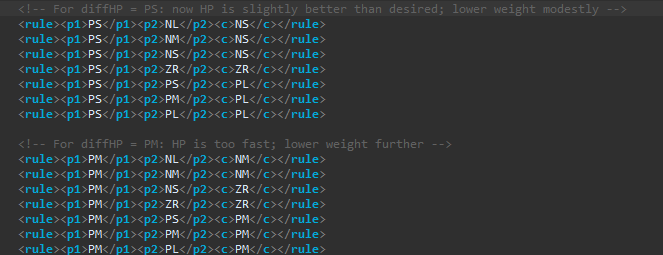 <!-- For diffHP = PS: now HP is slightly better than desired; lower weight modestly -->
<rule><p1>PS</p1><p2>NL</p2><c>NS</c></rule>
<rule><p1>PS</p1><p2>NM</p2><c>NS</c></rule>
<rule><p1>PS</p1><p2>NS</p2><c>NS</c></rule>
<rule><p1>PS</p1><p2>ZR</p2><c>ZR</c></rule>
<rule><p1>PS</p1><p2>PS</p2><c>PL</c></rule>
<rule><p1>PS</p1><p2>PM</p2><c>PL</c></rule>
<rule><p1>PS</p1><p2>PL</p2><c>PL</c></rule>
<!-- For diffHP = PM: HP is too fast; lower weight further -->
<rule><p1>PM</p1><p2>NL</p2><c>NM</c></rule>
<rule><p1>PM</p1><p2>NM</p2><c>NM</c></rule>
<rule><p1>PM</p1><p2>NS</p2><c>ZR</c></rule>
<rule><p1>PM</p1><p2>ZR</p2><c>ZR</c></rule>
<rule><p1>PM</p1><p2>PS</p2><c>PM</c></rule>
<rule><p1>PM</p1><p2>PM</p2><c>PM</c></rule>
<rule><p1>PM</p1><p2>PL</p2><c>PM</c></rule>